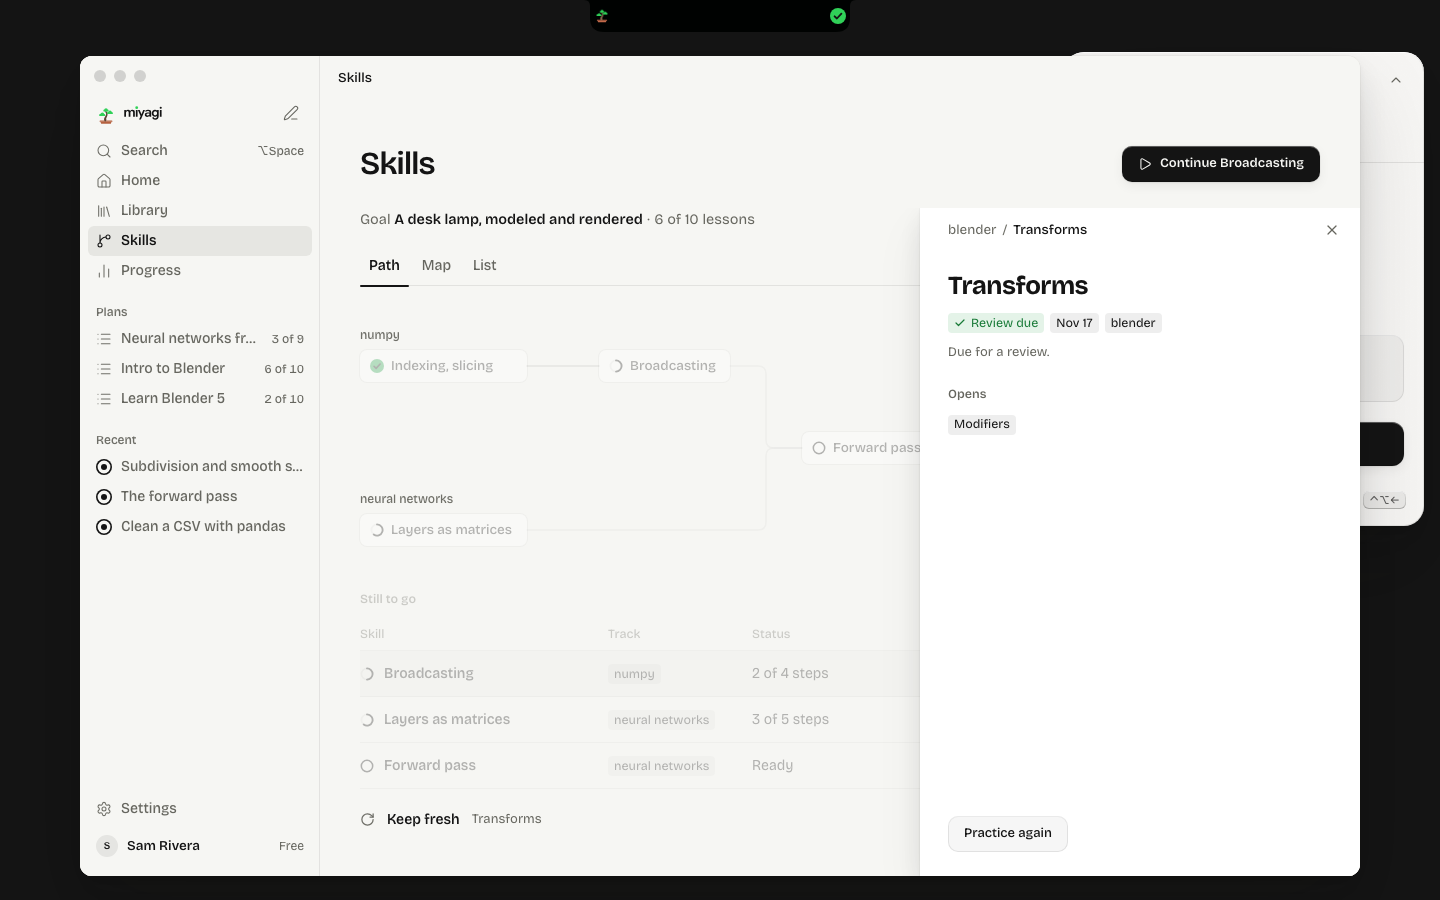 Skills
miyagi
Search ⌥Space
Home
Library
Skills
Progress
Plans
Neural networks fr... 3 of 9
Intro to Blender 6 of 10
Learn Blender 5 2 of 10
Recent
Subdivision and smooth s...
The forward pass
Clean a CSV with pandas
Settings
S Sam Rivera Free
Skills
Continue Broadcasting
Goal A desk lamp, modeled and rendered · 6 of 10 lessons
Path Map List
numpy
Indexing, slicing Broadcasting
Forward pass
neural networks
Layers as matrices
Still to go
Skill Track Status
Broadcasting numpy 2 of 4 steps
Layers as matrices neural networks 3 of 5 steps
Forward pass neural networks Ready
Keep fresh Transforms
blender / Transforms
Transforms
Review due Nov 17 blender
Due for a review.
Opens
Modifiers
Practice again
^⌥←